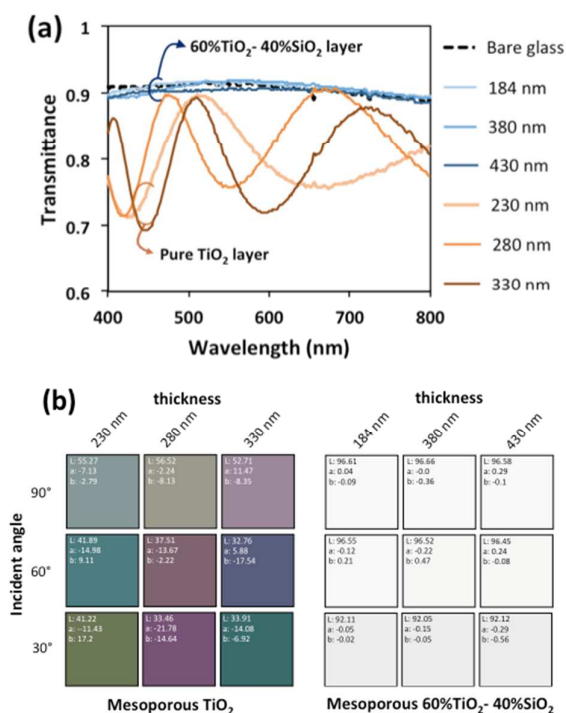 (a)
1
0.9
0.8
0.7
0.6
Transmittance
60%TiO₂- 40%SiO₂ layer
Pure TiO₂ layer
400 500 600 700 800
Wavelength (nm)
Bare glass
184 nm
380 nm
430 nm
230 nm
280 nm
330 nm
(b)
thickness
230 nm 280 nm 330 nm
thickness
184 nm 380 nm 430 nm
Incident angle
90°
L: 55.27
a: -7.13
b: -2.79
L: 56.52
a: -2.24
b: -8.13
L: 52.71
a: 11.47
b: -8.35
L: 96.61
a: 0.04
b: -0.09
L: 96.66
a: -0.0
b: -0.36
L: 96.58
a: 0.29
b: -0.1
60°
L: 41.89
a: -14.98
b: 9.11
L: 37.51
a: -13.67
b: -2.22
L: 32.76
a: 5.88
b: -17.54
L: 96.55
a: -0.12
b: 0.21
L: 96.52
a: -0.22
b: 0.47
L: 96.45
a: 0.24
b: -0.08
30°
L: 41.22
a: --11.43
b: 17.2
L: 33.46
a: -21.78
b: -14.64
L: 33.91
a: -14.08
b: -6.92
L: 92.11
a: -0.05
b: -0.02
L: 92.05
a: -0.15
b: -0.05
L: 92.12
a: -0.29
b: -0.56
Mesoporous TiO₂
Mesoporous 60%TiO₂- 40%SiO₂